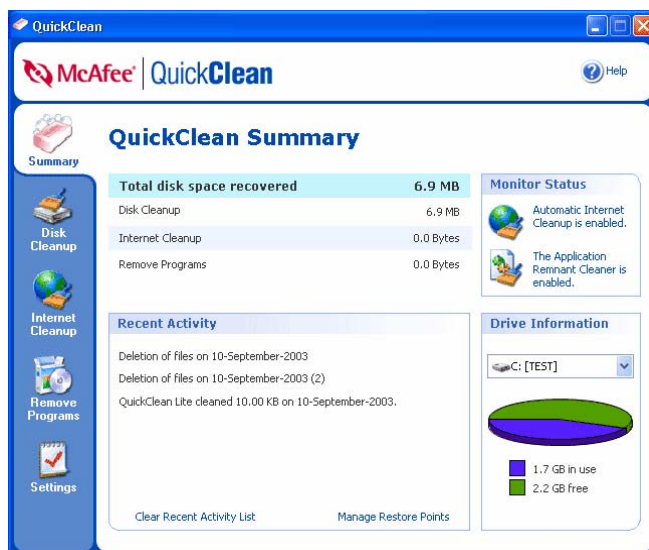 QuickClean
McAfee® QuickClean
Help
Summary
Disk
Cleanup
Internet
Cleanup
Remove
Programs
Settings
QuickClean Summary
Total disk space recovered 6.9 MB
Disk Cleanup 6.9 MB
Internet Cleanup 0.0 Bytes
Remove Programs 0.0 Bytes
Monitor Status
Automatic Internet
Cleanup is enabled.
The Application
Remnant Cleaner is
enabled.
Recent Activity
Deletion of files on 10-September-2003
Deletion of files on 10-September-2003 (2)
QuickClean Lite cleaned 10.00 KB on 10-September-2003.
Clear Recent Activity List
Manage Restore Points
Drive Information
C: [TEST]
1.7 GB in use
2.2 GB free